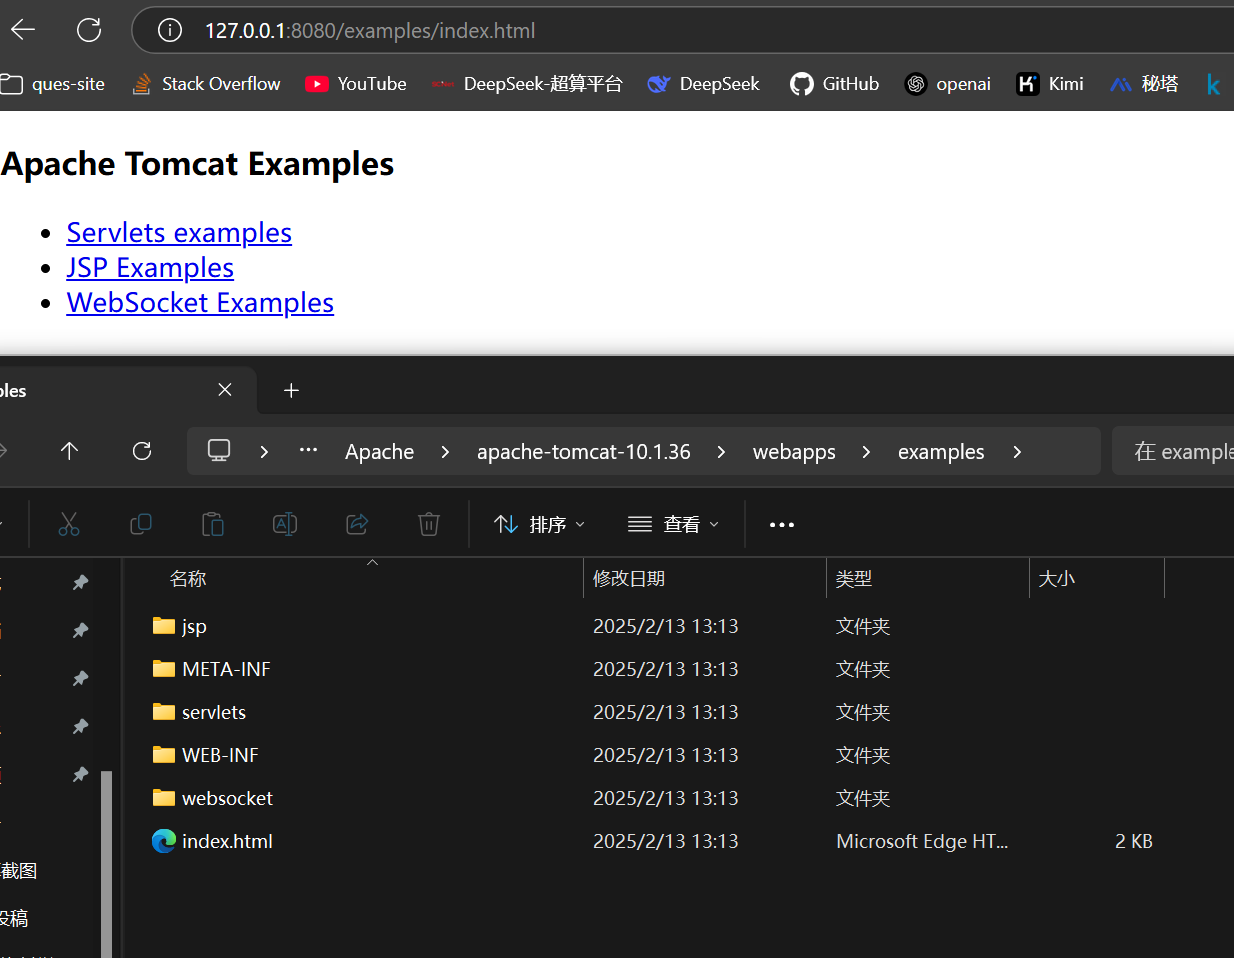 127.0.0.1:8080/examples/index.html
ques-site Stack Overflow YouTube DeepSeek-超算平台 DeepSeek GitHub openai Kimi 秘塔
Apache Tomcat Examples
Servlets examples
JSP Examples
WebSocket Examples
Apache apache-tomcat-10.1.36 webapps examples 在 example
排序 查看
名称 修改日期 类型 大小
jsp 2025/2/13 13:13 文件夹
META-INF 2025/2/13 13:13 文件夹
servlets 2025/2/13 13:13 文件夹
WEB-INF 2025/2/13 13:13 文件夹
websocket 2025/2/13 13:13 文件夹
index.html 2025/2/13 13:13 Microsoft Edge HT... 2 KB
截图
投稿